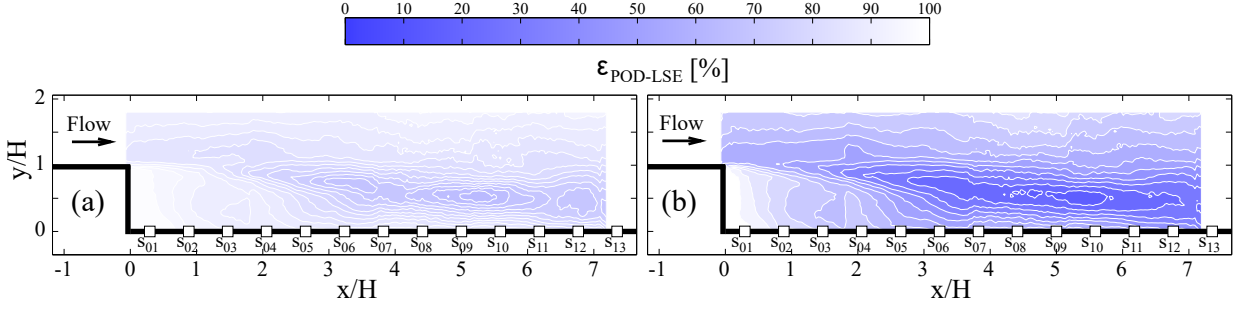 0 10 20 30 40 50 60 70 80 90 100
εPOD-LSE [%]
2 1 0
y/H
Flow
(a)
s01 s02 s03 s04 s05 s06 s07 s08 s09 s10 s11 s12 s13
-1 0 1 2 3 4 5 6 7
x/H
Flow
(b)
s01 s02 s03 s04 s05 s06 s07 s08 s09 s10 s11 s12 s13
-1 0 1 2 3 4 5 6 7
x/H